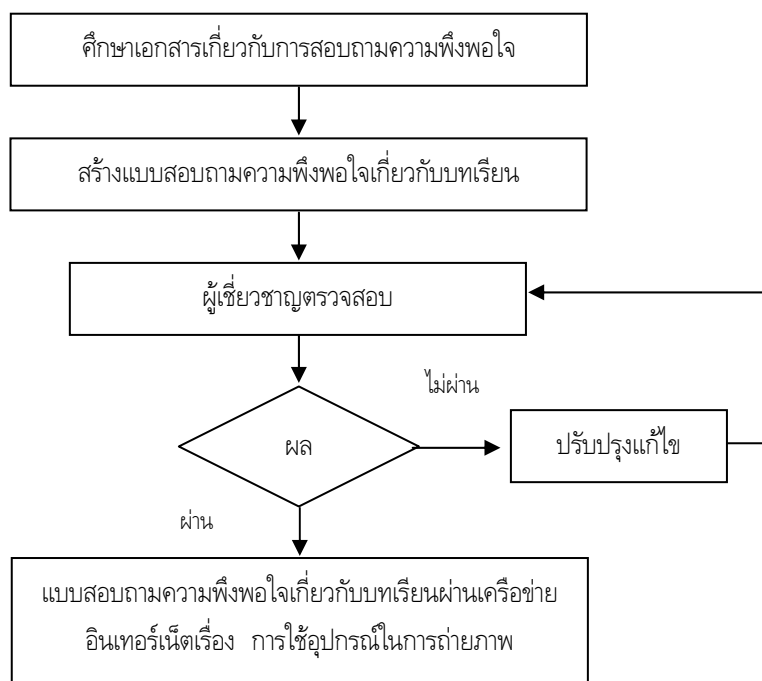 ศึกษาเอกสารเกี่ยวกับการสอบถามความพึงพอใจ
สร้างแบบสอบถามความพึงพอใจเกี่ยวกับบทเรียน
ผู้เชี่ยวชาญตรวจสอบ
ไม่ผ่าน
ผล
ปรับปรุงแก้ไข
ผ่าน
แบบสอบถามความพึงพอใจเกี่ยวกับบทเรียนผ่านเครือข่าย
อินเทอร์เน็ตเรื่อง การใช้อุปกรณ์ในการถ่ายภาพ